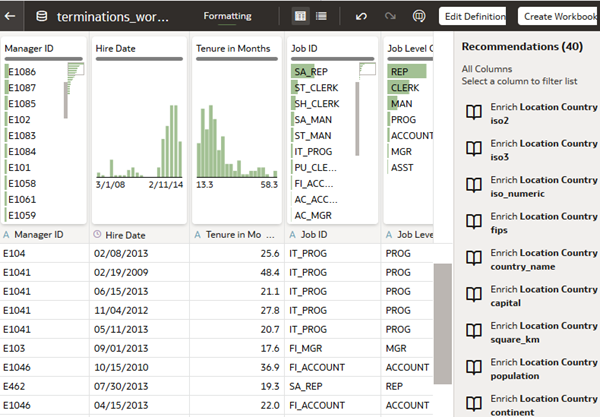 terminations_wor...
Formatting
Edit Definition
Create Workbook
Manager ID
E1086
E1087
E1085
E102
E1083
E1084
E101
E1058
E1061
E1059
Hire Date
3/1/08 2/11/14
Tenure in Months
13.3 58.3
Job ID
SA_REP
ST_CLERK
SH_CLERK
SA_MAN
ST_MAN
IT_PROG
PU_CLE...
FI_ACC...
AC_ACC...
AC_MGR
Job Level C
REP
CLERK
MAN
PROG
ACCOUNT
MGR
ASST
A Manager ID Hire Date A Tenure in Mo ... A Job ID A Job Leve
E104 02/08/2013 25.6 IT_PROG PROG
E1041 02/19/2009 48.4 IT_PROG PROG
E1041 06/15/2013 21.1 IT_PROG PROG
E1041 11/04/2012 27.8 IT_PROG PROG
E1041 05/11/2013 20.7 IT_PROG PROG
E103 09/01/2013 17.6 FI_MGR MGR
E1046 10/15/2010 36.9 FI_ACCOUNT ACCOUNT
E462 07/30/2013 19.3 SA_REP REP
E1046 04/15/2013 22.0 FI_ACCOUNT ACCOUNT
Recommendations (40)
All Columns
Select a column to filter list
Enrich Location Country
iso2
Enrich Location Country
iso3
Enrich Location Country
iso_numeric
Enrich Location Country
fips
Enrich Location Country
country_name
Enrich Location Country
capital
Enrich Location Country
square_km
Enrich Location Country
population
Enrich Location Country
continent